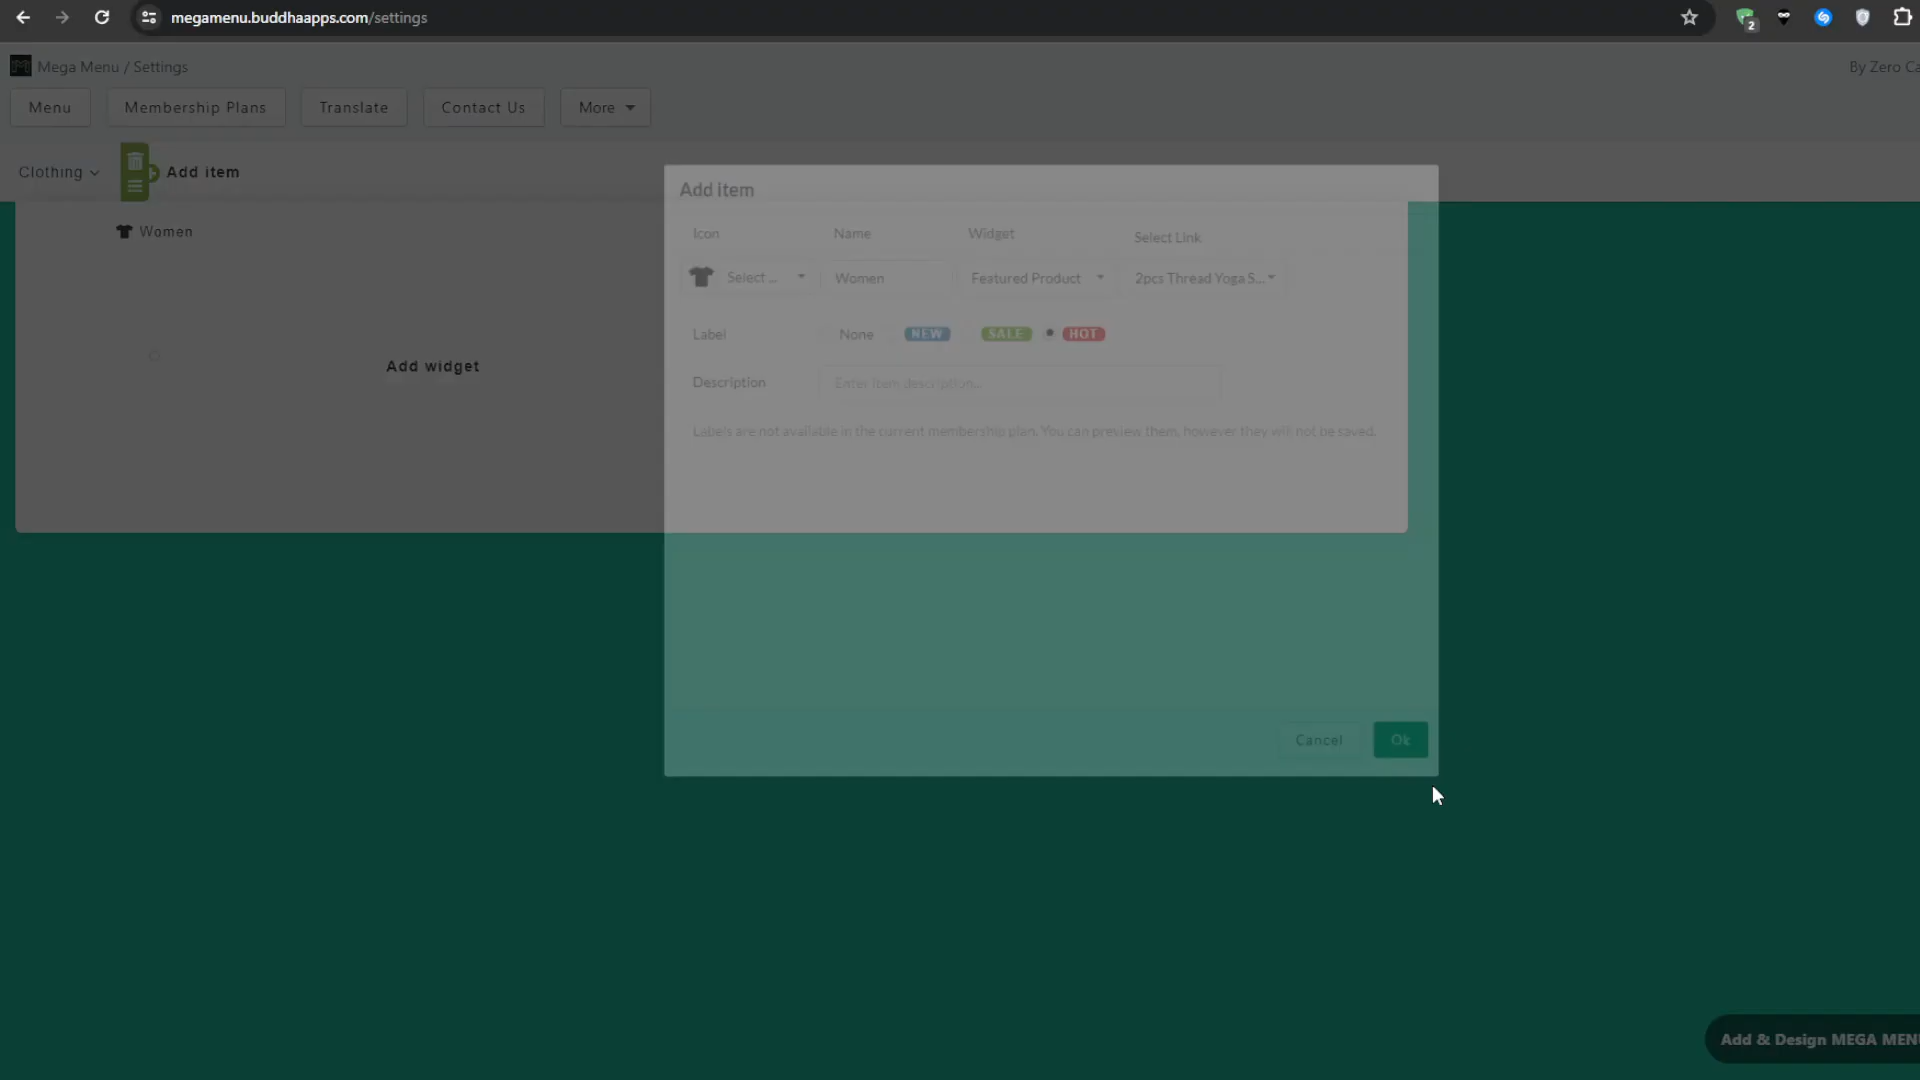 megamenu.buddhaapps.com/settings
2
Mega Menu / Settings
By Zero Ca
Menu
Membership Plans
Translate
Contact Us
More
Clothing
Add item
Women
Add widget
Add item
Icon
Name
Widget
Select Link
Select ...
Women
Featured Product
2pcs Thread Yoga S...
Label
None
NEW
SALE
HOT
Description
Enter item description...
Labels are not available in the current membership plan. You can preview them, however they will not be saved.
Cancel
Ok
Add & Design MEGA MEN